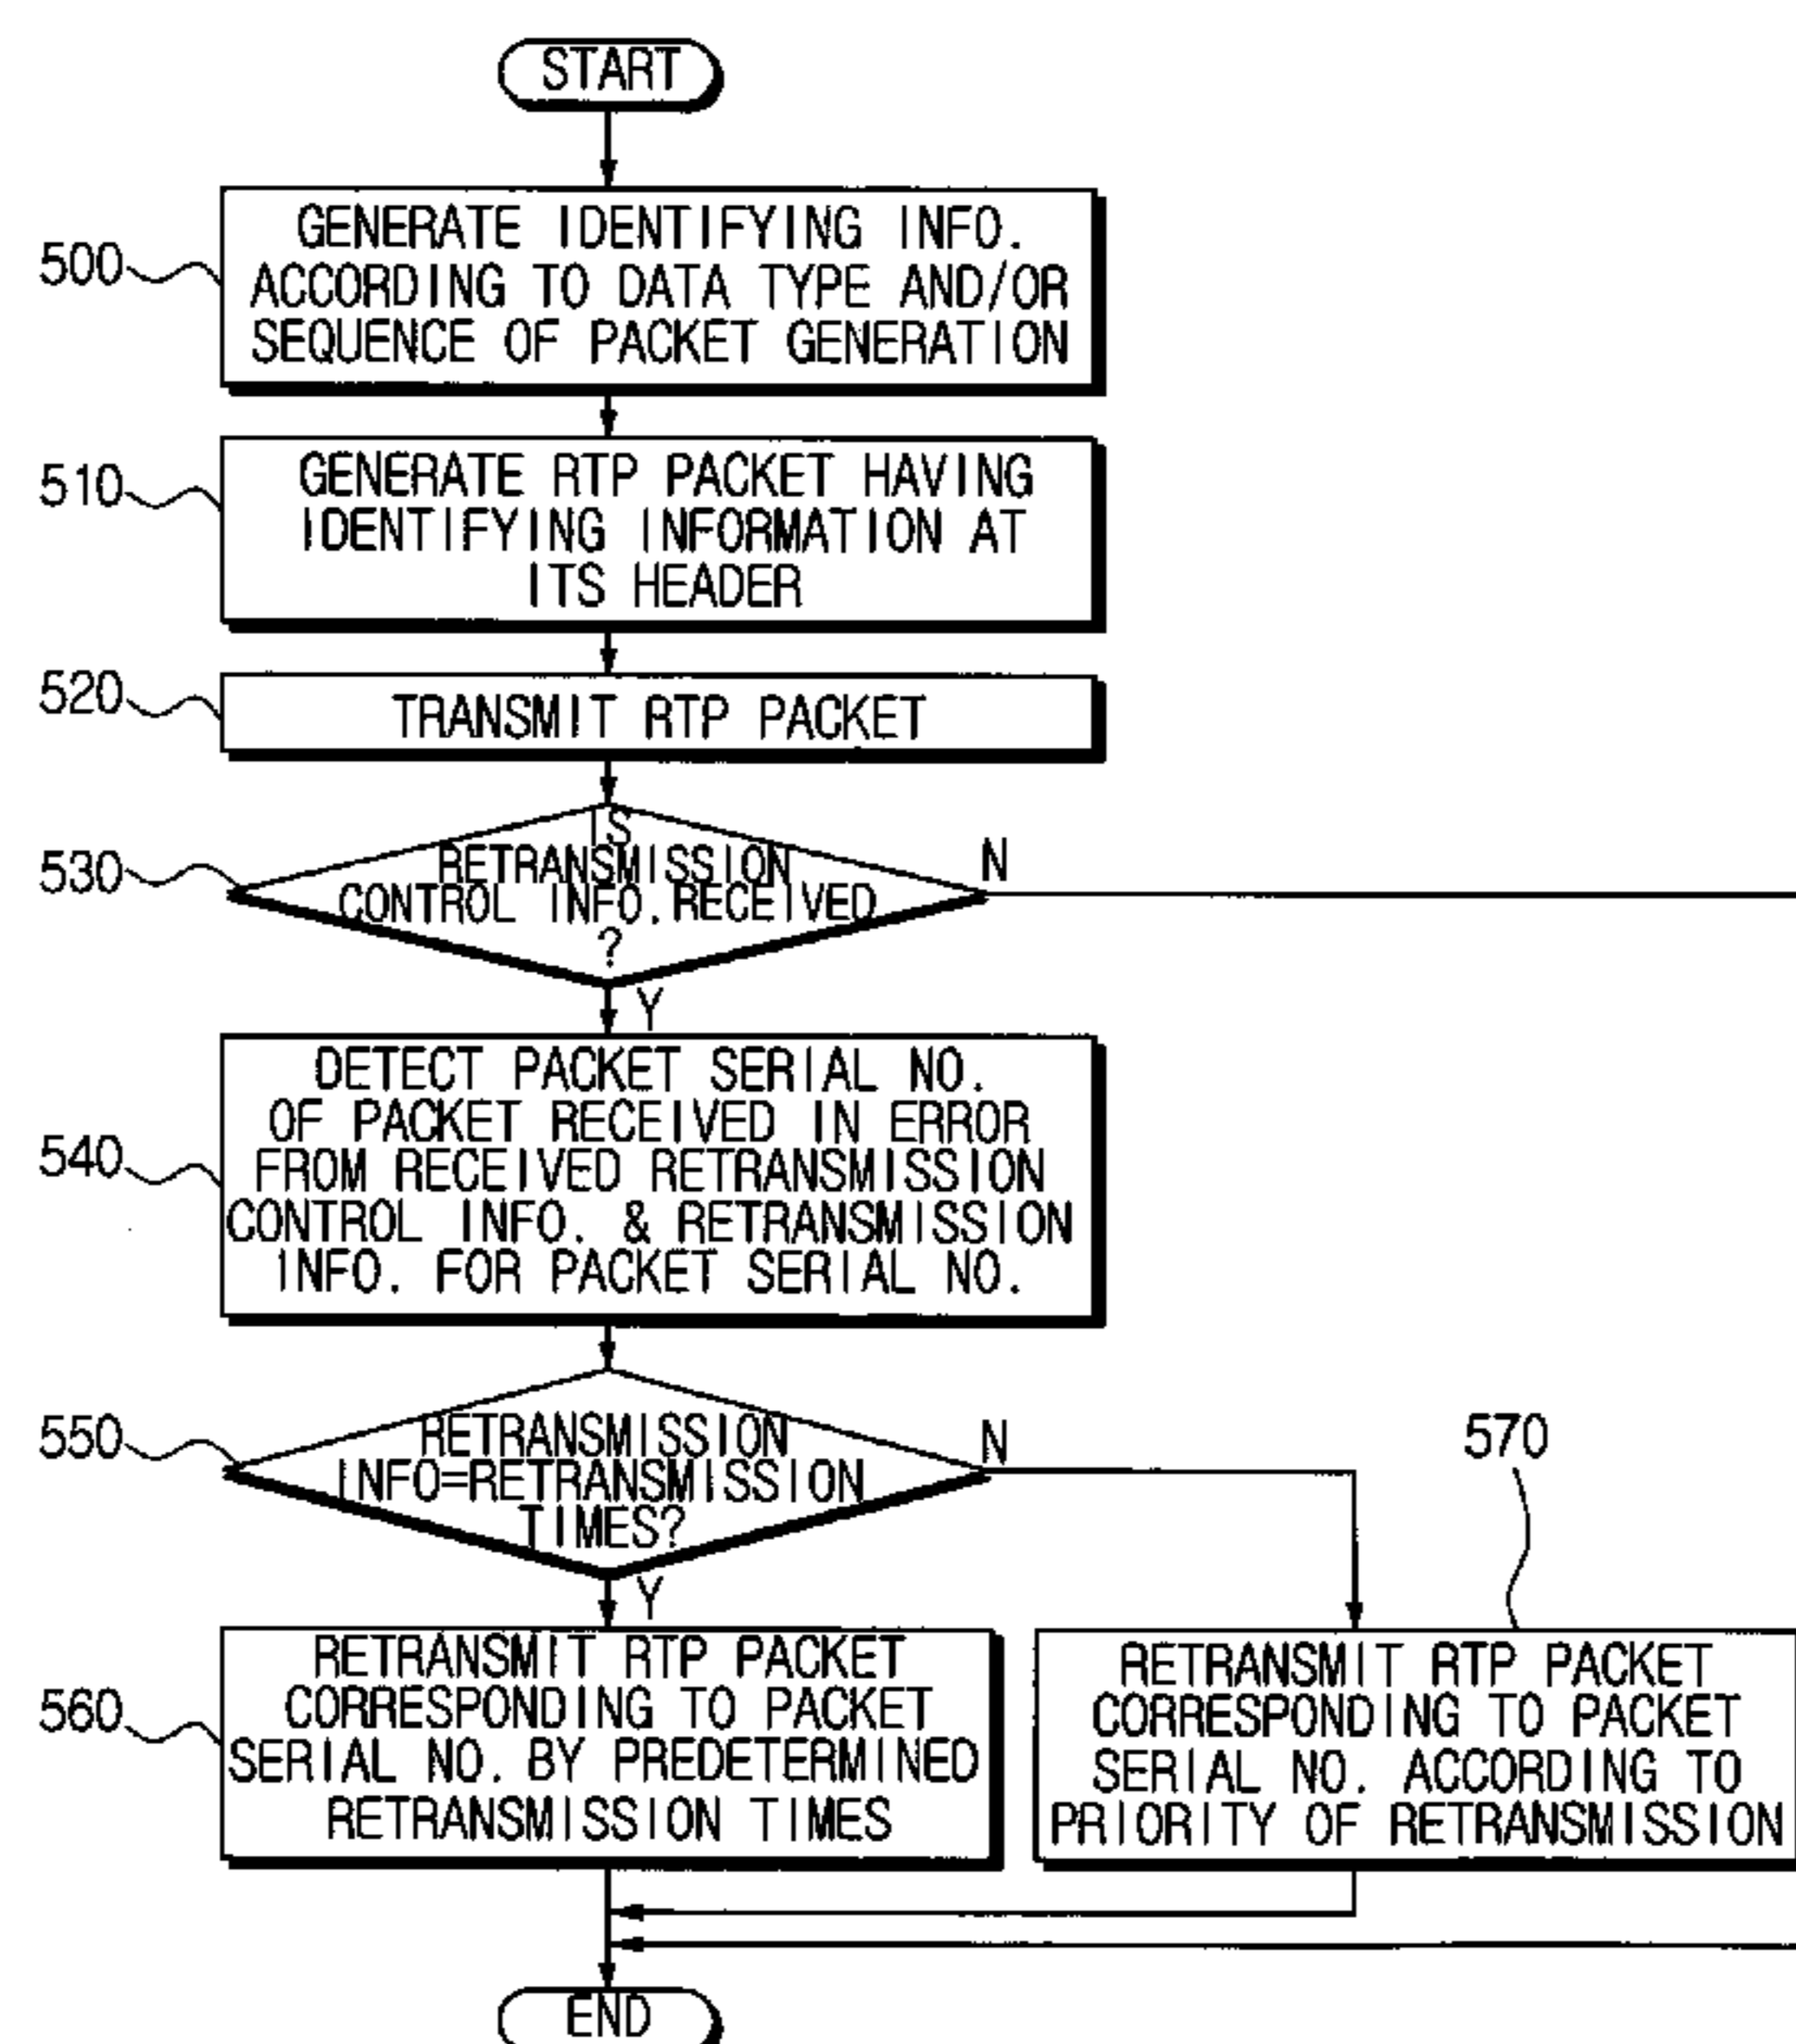 START
500
GENERATE IDENTIFYING INFO.
ACCORDING TO DATA TYPE AND/OR
SEQUENCE OF PACKET GENERATION
510
GENERATE RTP PACKET HAVING
IDENTIFYING INFORMATION AT
ITS HEADER
520
TRANSMIT RTP PACKET
530
IS
RETRANSMISSION
CONTROL INFO. RECEIVED
?
N
Y
540
DETECT PACKET SERIAL NO.
OF PACKET RECEIVED IN ERROR
FROM RECEIVED RETRANSMISSION
CONTROL INFO. & RETRANSMISSION
INFO. FOR PACKET SERIAL NO.
550
RETRANSMISSION
INFO=RETRANSMISSION
TIMES?
N
Y
560
RETRANSMIT RTP PACKET
CORRESPONDING TO PACKET
SERIAL NO. BY PREDETERMINED
RETRANSMISSION TIMES
570
RETRANSMIT RTP PACKET
CORRESPONDING TO PACKET
SERIAL NO. ACCORDING TO
PRIORITY OF RETRANSMISSION
END